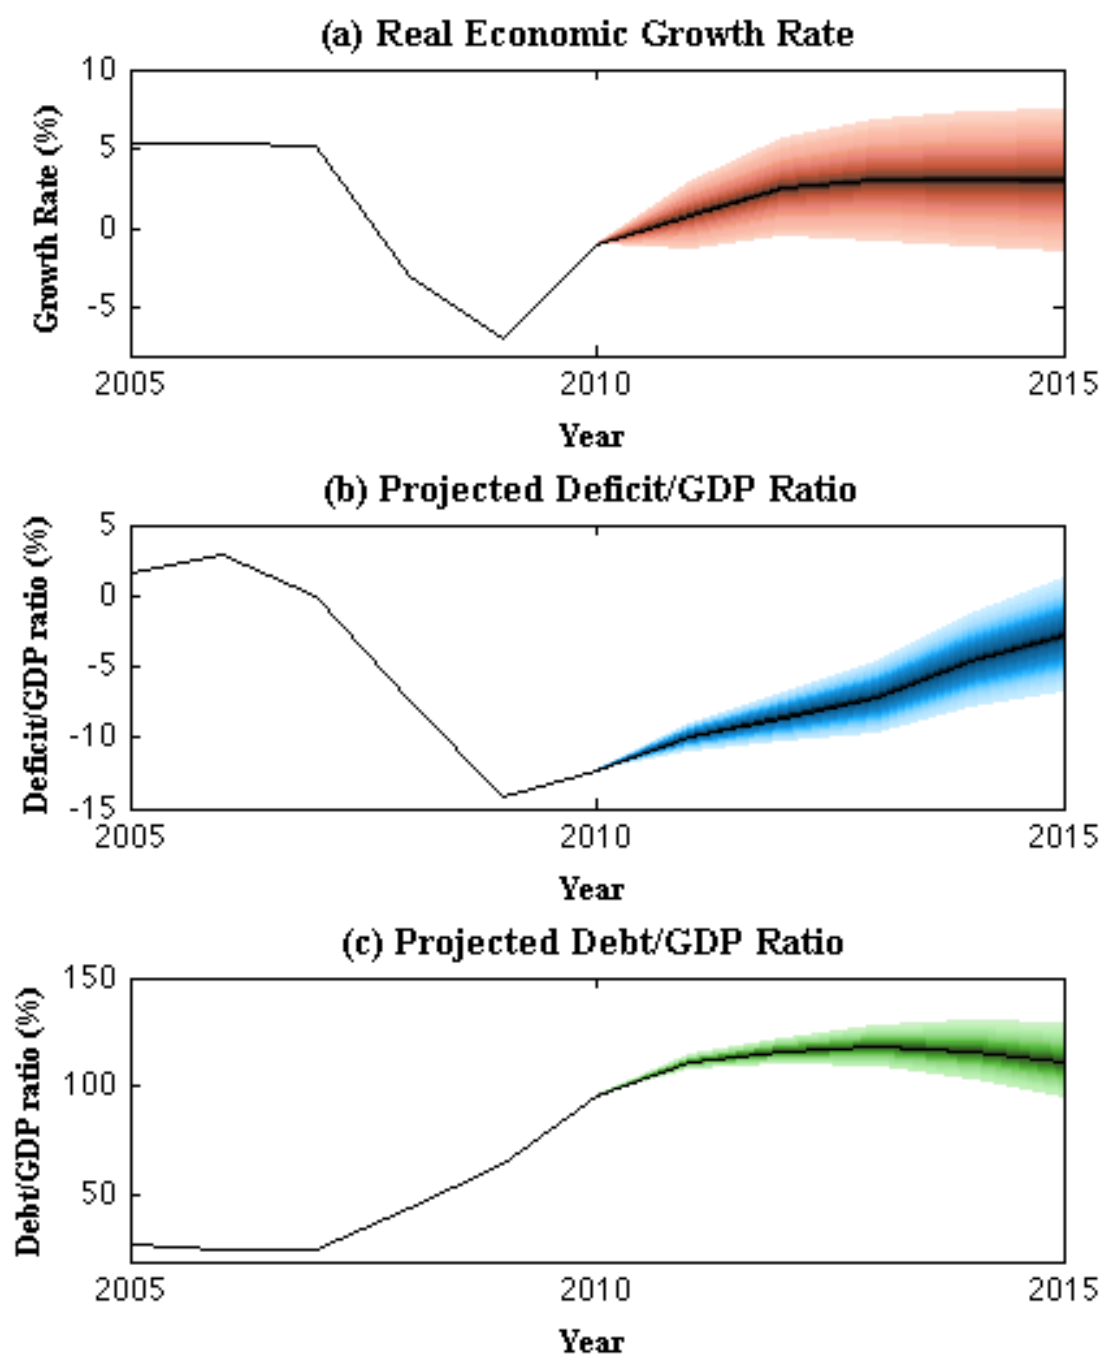 (a) Real Economic Growth Rate
10
5
0
-5
Growth Rate (%)
2005 2010 2015
Year
(b) Projected Deficit/GDP Ratio
5
0
-5
-10
-15
Deficit/GDP ratio (%)
2005 2010 2015
Year
(c) Projected Debt/GDP Ratio
150
100
50
Debt/GDP ratio (%)
2005 2010 2015
Year